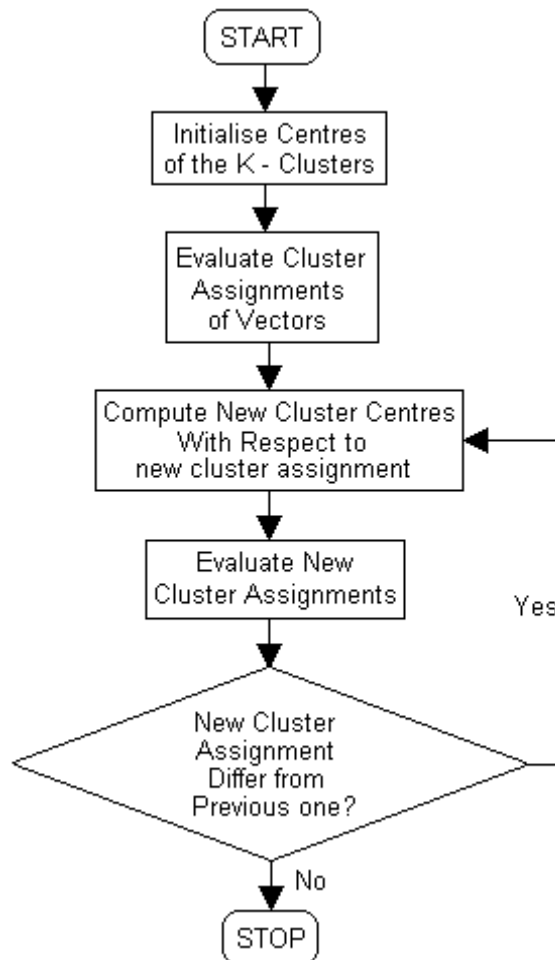 START
Initialise Centres
of the K - Clusters
Evaluate Cluster
Assignments
of Vectors
Compute New Cluster Centres
With Respect to
new cluster assignment
Evaluate New
Cluster Assignments
Yes
New Cluster
Assignment
Differ from
Previous one?
No
STOP